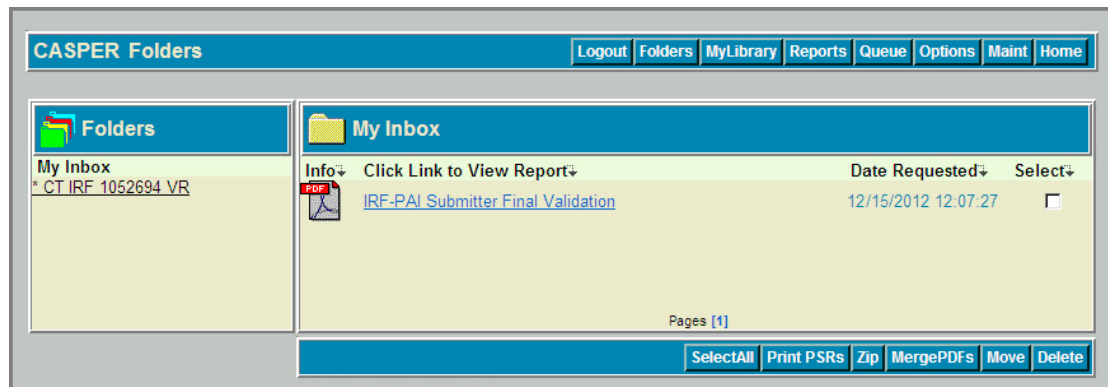 CASPER Folders
Logout Folders MyLibrary Reports Queue Options Maint Home
Folders
My Inbox
My Inbox
* CT IRF 1052694 VR
Info Click Link to View Report Date Requested Select
PDF
IRF-PAI Submitter Final Validation 12/15/2012 12:07:27
Pages [1]
SelectAll Print PSRs Zip MergePDFs Move Delete